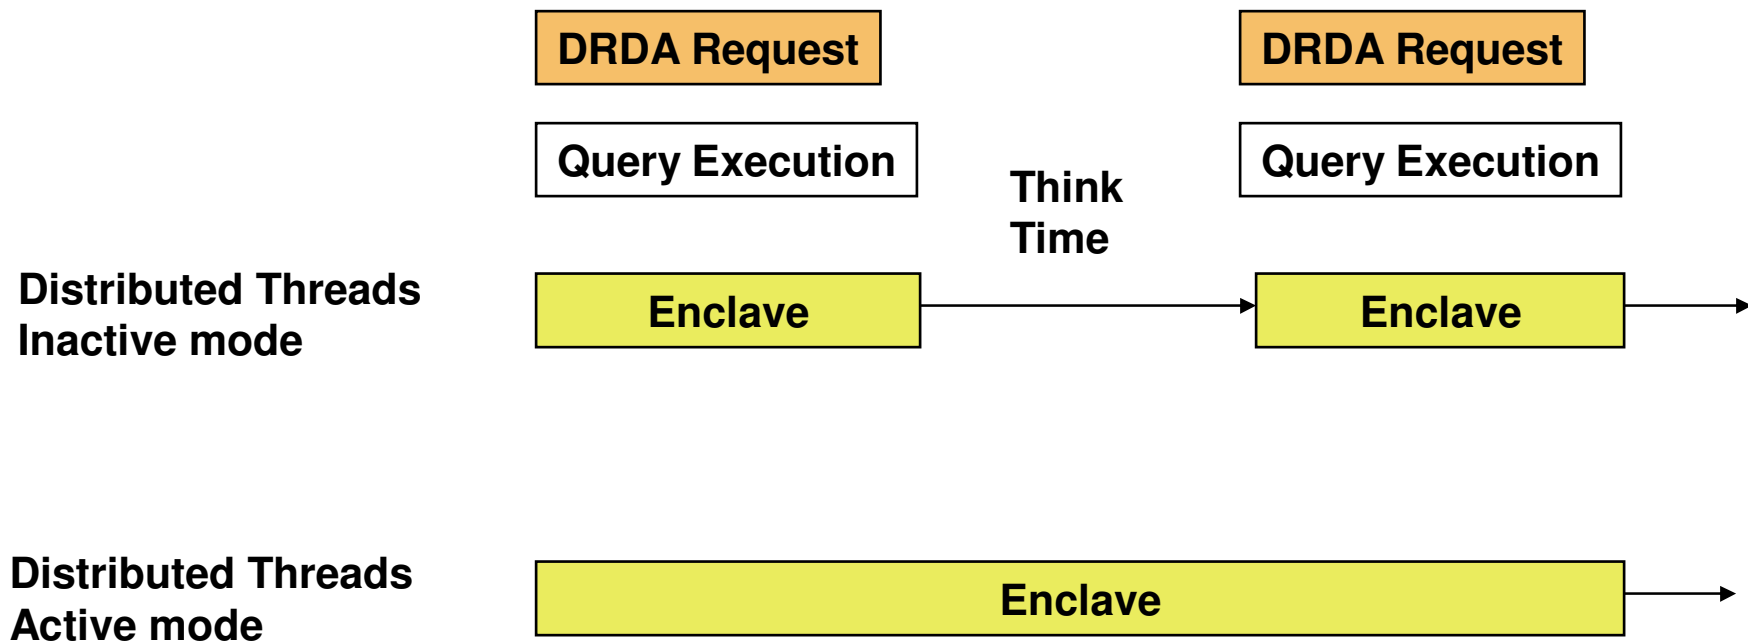 DRDA Request
DRDA Request
Query Execution
Query Execution
Think
Time
Distributed Threads
Inactive mode
Enclave
Enclave
Distributed Threads
Active mode
Enclave